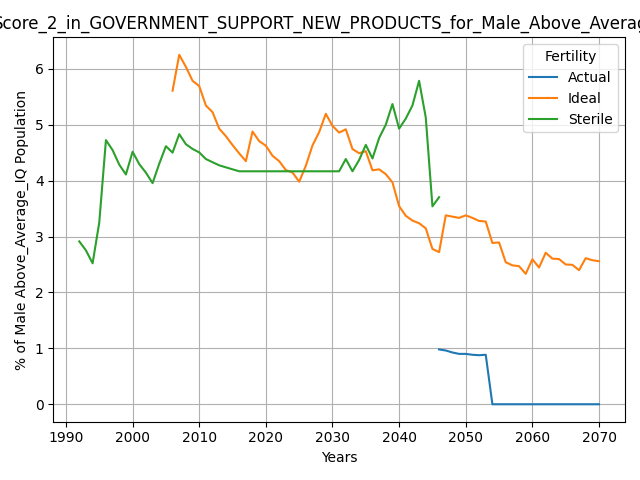 Score_2_in_GOVERNMENT_SUPPORT_NEW_PRODUCTS_for_Male_Above_Averag
Fertility
Actual
Ideal
Sterile
% of Male Above_Average_IQ Population
6
5
4
3
2
1
0
1990 2000 2010 2020 2030 2040 2050 2060 2070
Years